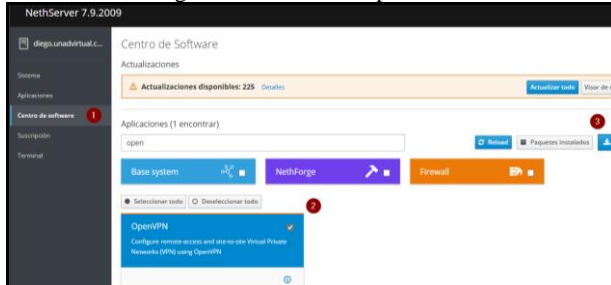 NethServer 7.9.2009
diego.unadvirtual.c...
Sistema
Aplicaciones
Centro de software
1
Suscripción
Terminal
Centro de Software
Actualizaciones
Actualizaciones disponibles: 225 Detalles
Actualizar todo
Visor de
Aplicaciones (1 encontrar)
3
open
Reload
Paquetes instalados
Base system
NethForge
Firewall
Seleccionar todo
Deseleccionar todo
2
OpenVPN
Configure remote-access and site-to-site Virtual Private
Networks (VPN) using OpenVPN